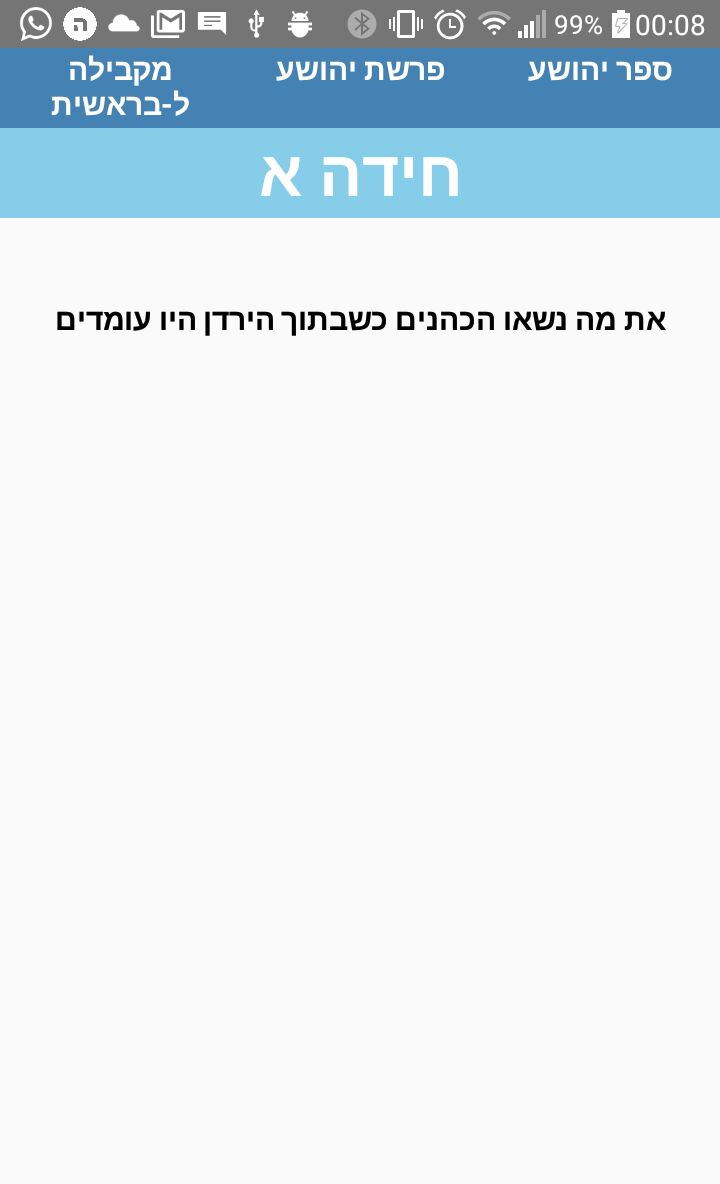 99% 00:08
ספר יהושע
פרשת יהושע
מקבילה
ל-בראשית
חידה א
את מה נשאו הכהנים כשבתוך הירדן היו עומדים